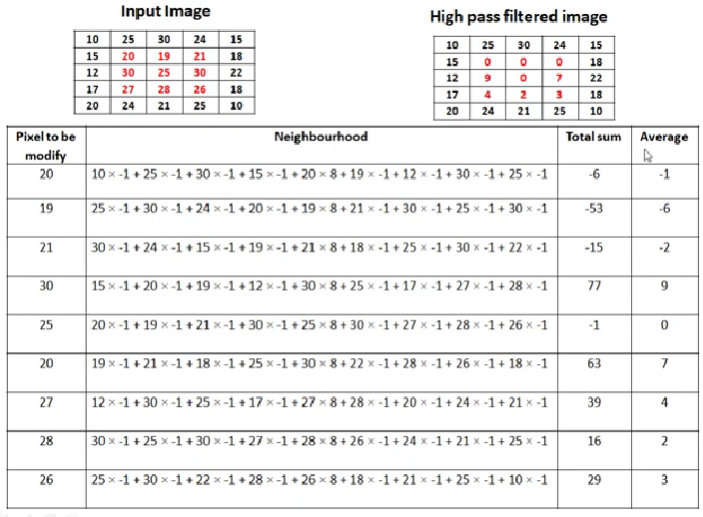 Input Image
High pass filtered image
10 25 30 24 15
15 20 19 21 18
12 30 25 30 22
17 27 28 26 18
20 24 21 25 10
10 25 30 24 15
15 0 0 0 18
12 9 0 7 22
17 4 2 3 18
20 24 21 25 10
Pixel to be modify Neighbourhood Total sum Average
20 10 × -1 + 25 × -1 + 30 × -1 + 15 × -1 + 20 × 8 + 19 × -1 + 12 × -1 + 30 × -1 + 25 × -1 -6 -1
19 25 × -1 + 30 × -1 + 24 × -1 + 20 × -1 + 19 × 8 + 21 × -1 + 30 × -1 + 25 × -1 + 30 × -1 -53 -6
21 30 × -1 + 24 × -1 + 15 × -1 + 19 × -1 + 21 × 8 + 18 × -1 + 25 × -1 + 30 × -1 + 22 × -1 -15 -2
30 15 × -1 + 20 × -1 + 19 × -1 + 12 × -1 + 30 × 8 + 25 × -1 + 17 × -1 + 27 × -1 + 28 × -1 77 9
25 20 × -1 + 19 × -1 + 21 × -1 + 30 × -1 + 25 × 8 + 30 × -1 + 27 × -1 + 28 × -1 + 26 × -1 -1 0
20 19 × -1 + 21 × -1 + 18 × -1 + 25 × -1 + 30 × 8 + 22 × -1 + 28 × -1 + 26 × -1 + 18 × -1 63 7
27 12 × -1 + 30 × -1 + 25 × -1 + 17 × -1 + 27 × 8 + 28 × -1 + 20 × -1 + 24 × -1 + 21 × -1 39 4
28 30 × -1 + 25 × -1 + 30 × -1 + 27 × -1 + 28 × 8 + 26 × -1 + 24 × -1 + 21 × -1 + 25 × -1 16 2
26 25 × -1 + 30 × -1 + 22 × -1 + 28 × -1 + 26 × 8 + 18 × -1 + 21 × -1 + 25 × -1 + 10 × -1 29 3